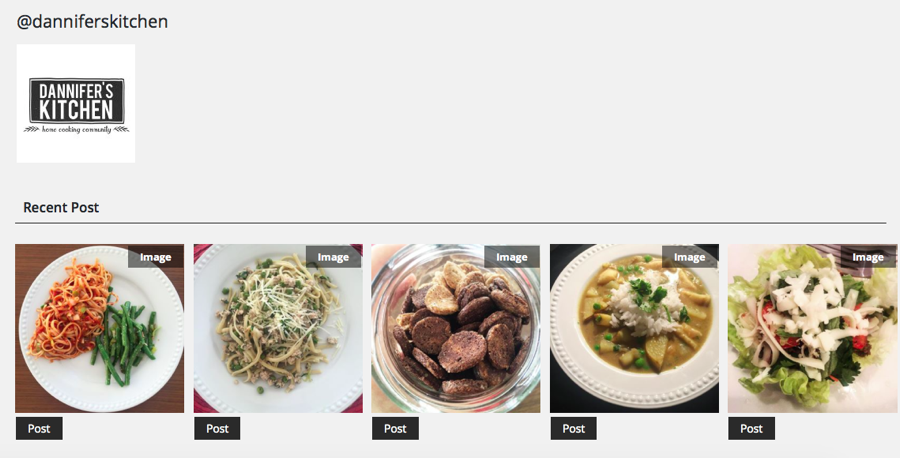 @danniferskitchen
DANNIFER'S
KITCHEN
home cooking community
Recent Post
Image
Image
Image
Image
Image
Post
Post
Post
Post
Post